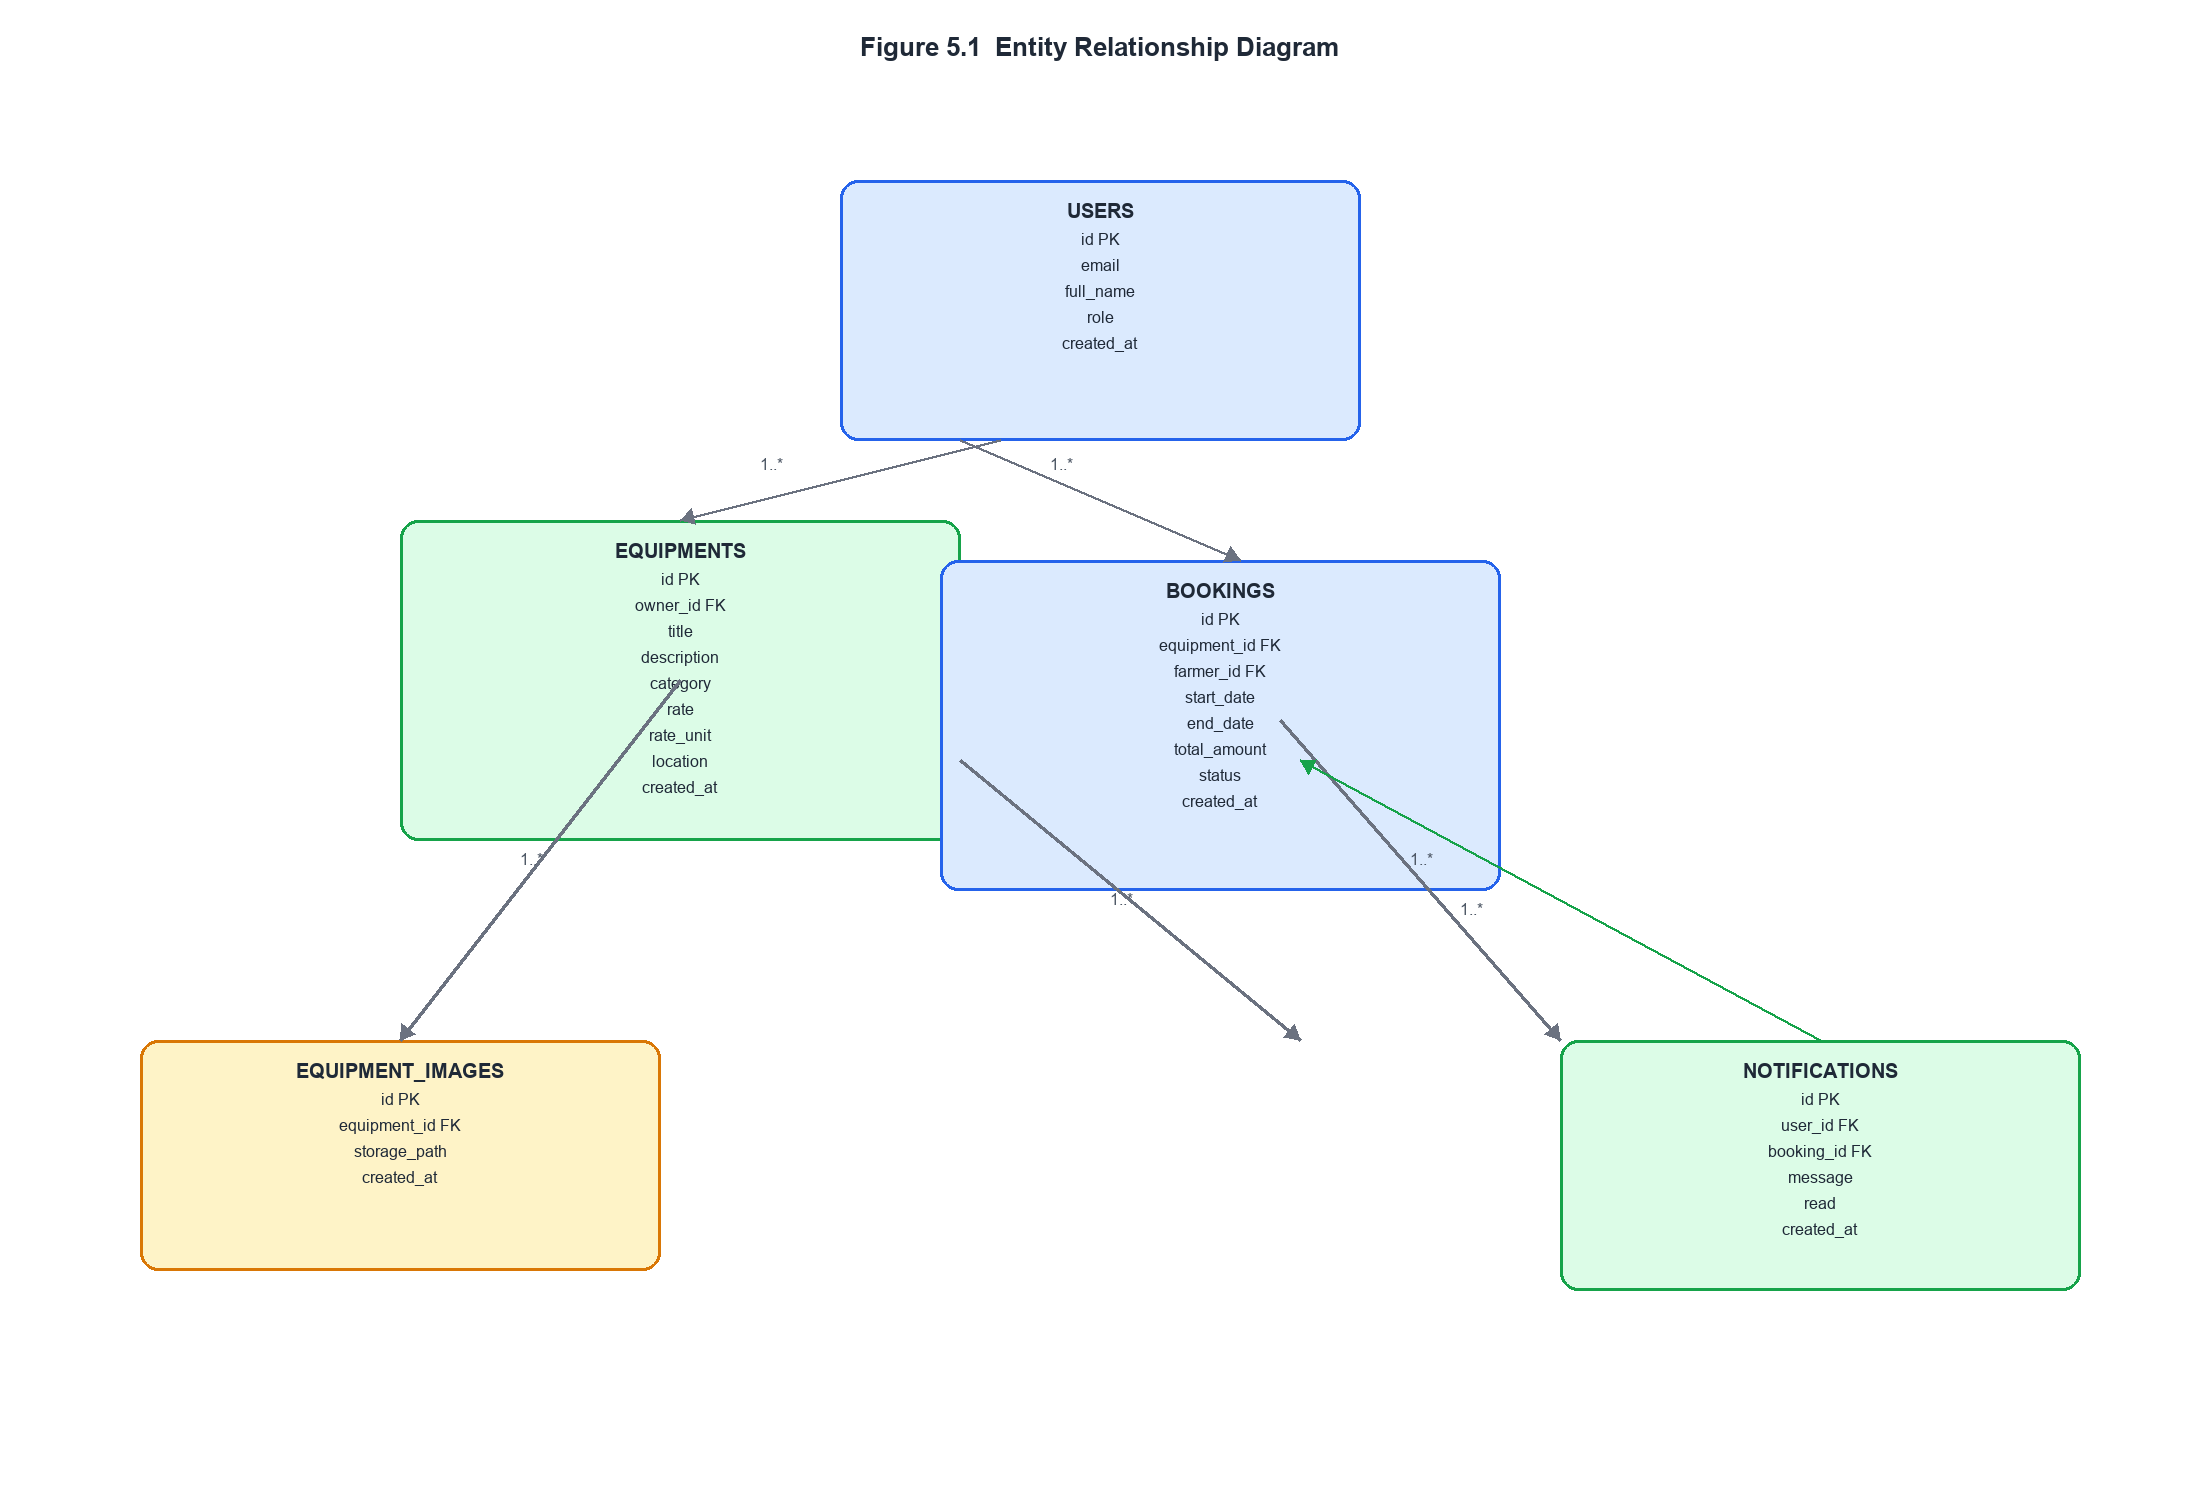 Figure 5.1  Entity Relationship Diagram
USERS
id PK
email
full_name
role
created_at
1..*
1..*
EQUIPMENTS
id PK
owner_id FK
title
description
category
rate
rate_unit
location
created_at
BOOKINGS
id PK
equipment_id FK
farmer_id FK
start_date
end_date
total_amount
status
created_at
1..*
1..*
1..*
1..*
EQUIPMENT_IMAGES
id PK
equipment_id FK
storage_path
created_at
NOTIFICATIONS
id PK
user_id FK
booking_id FK
message
read
created_at